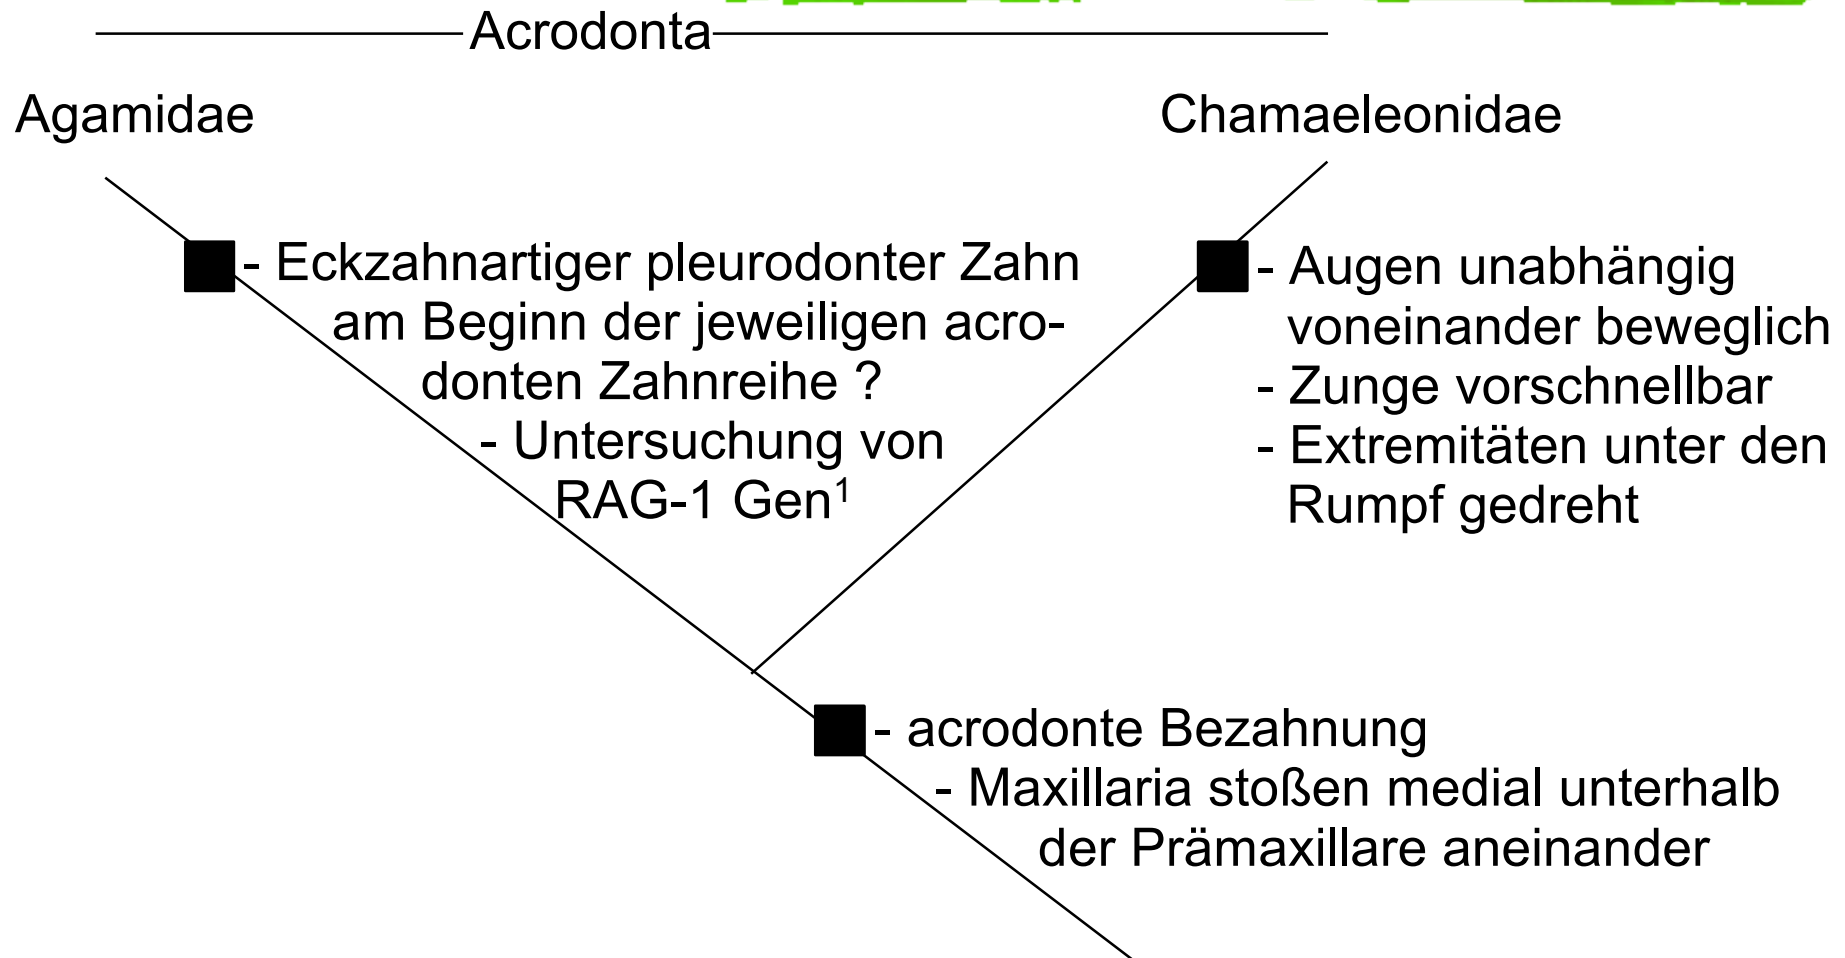 Acrodonta
Agamidae
Chamaeleonidae
- Eckzahnartiger pleurodonter Zahn
am Beginn der jeweiligen acro-
donten Zahnreihe ?
- Untersuchung von
RAG-1 Gen¹
- Augen unabhängig
voneinander beweglich
- Zunge vorschnellbar
- Extremitäten unter den
Rumpf gedreht
- acrodonte Bezahnung
- Maxillaria stoßen medial unterhalb
der Prämaxillare aneinander